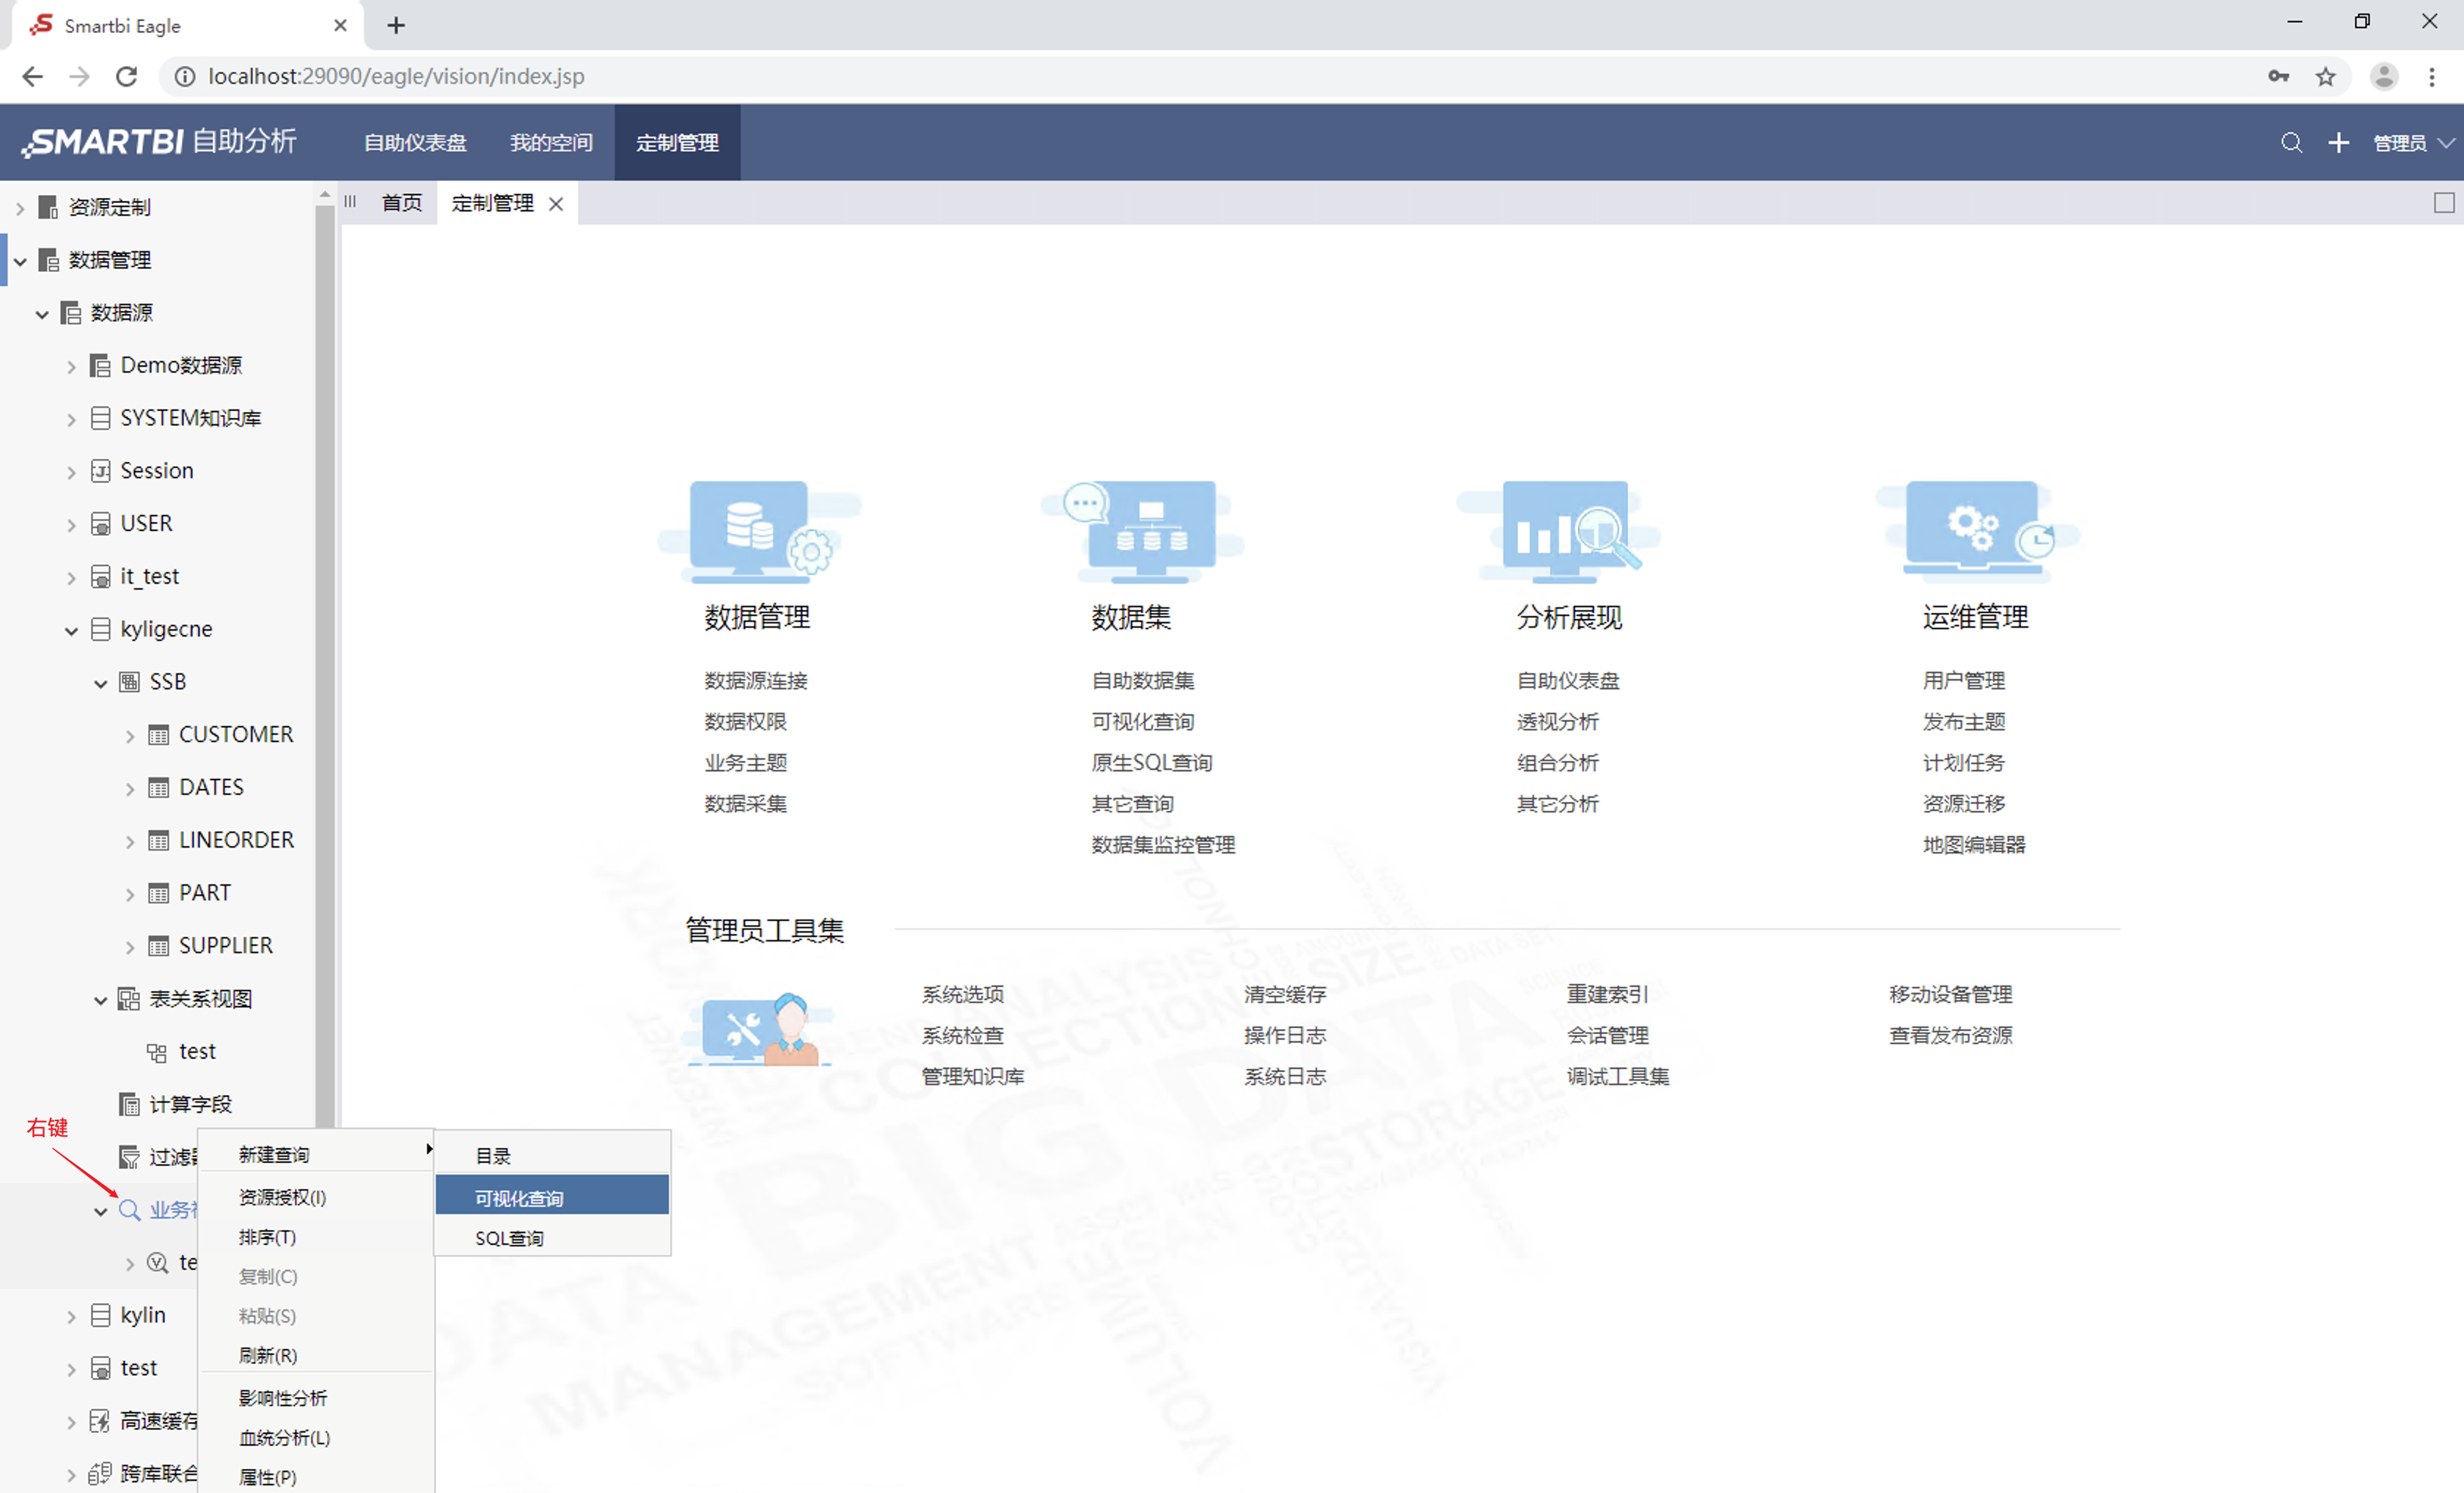 Smartbi Eagle
localhost:29090/eagle/vision/index.jsp
SMARTBI 自助分析
自助仪表盘
我的空间
定制管理
管理员
首页
定制管理
资源定制
数据管理
数据源
Demo数据源
SYSTEM知识库
Session
USER
it_test
kyligecne
SSB
CUSTOMER
DATES
LINEORDER
PART
SUPPLIER
表关系视图
test
计算字段
过滤
业务
te
kylin
test
高速缓存
跨库联合
右键
新建查询
资源授权(I)
排序(T)
复制(C)
粘贴(S)
刷新(R)
影响性分析
血统分析(L)
属性(P)
目录
可视化查询
SQL查询
数据管理
数据源连接
数据权限
业务主题
数据采集
数据集
自助数据集
可视化查询
原生SQL查询
其它查询
数据集监控管理
分析展现
自助仪表盘
透视分析
组合分析
其它分析
运维管理
用户管理
发布主题
计划任务
资源迁移
地图编辑器
管理员工具集
系统选项
清空缓存
重建索引
移动设备管理
系统检查
操作日志
会话管理
查看发布资源
管理知识库
系统日志
调试工具集
ANALYSIS
COLLECTION
SIZE
BIG DATA
STORAGE
DATA
MANAGEMENT
SOFTWARE
VOLUME